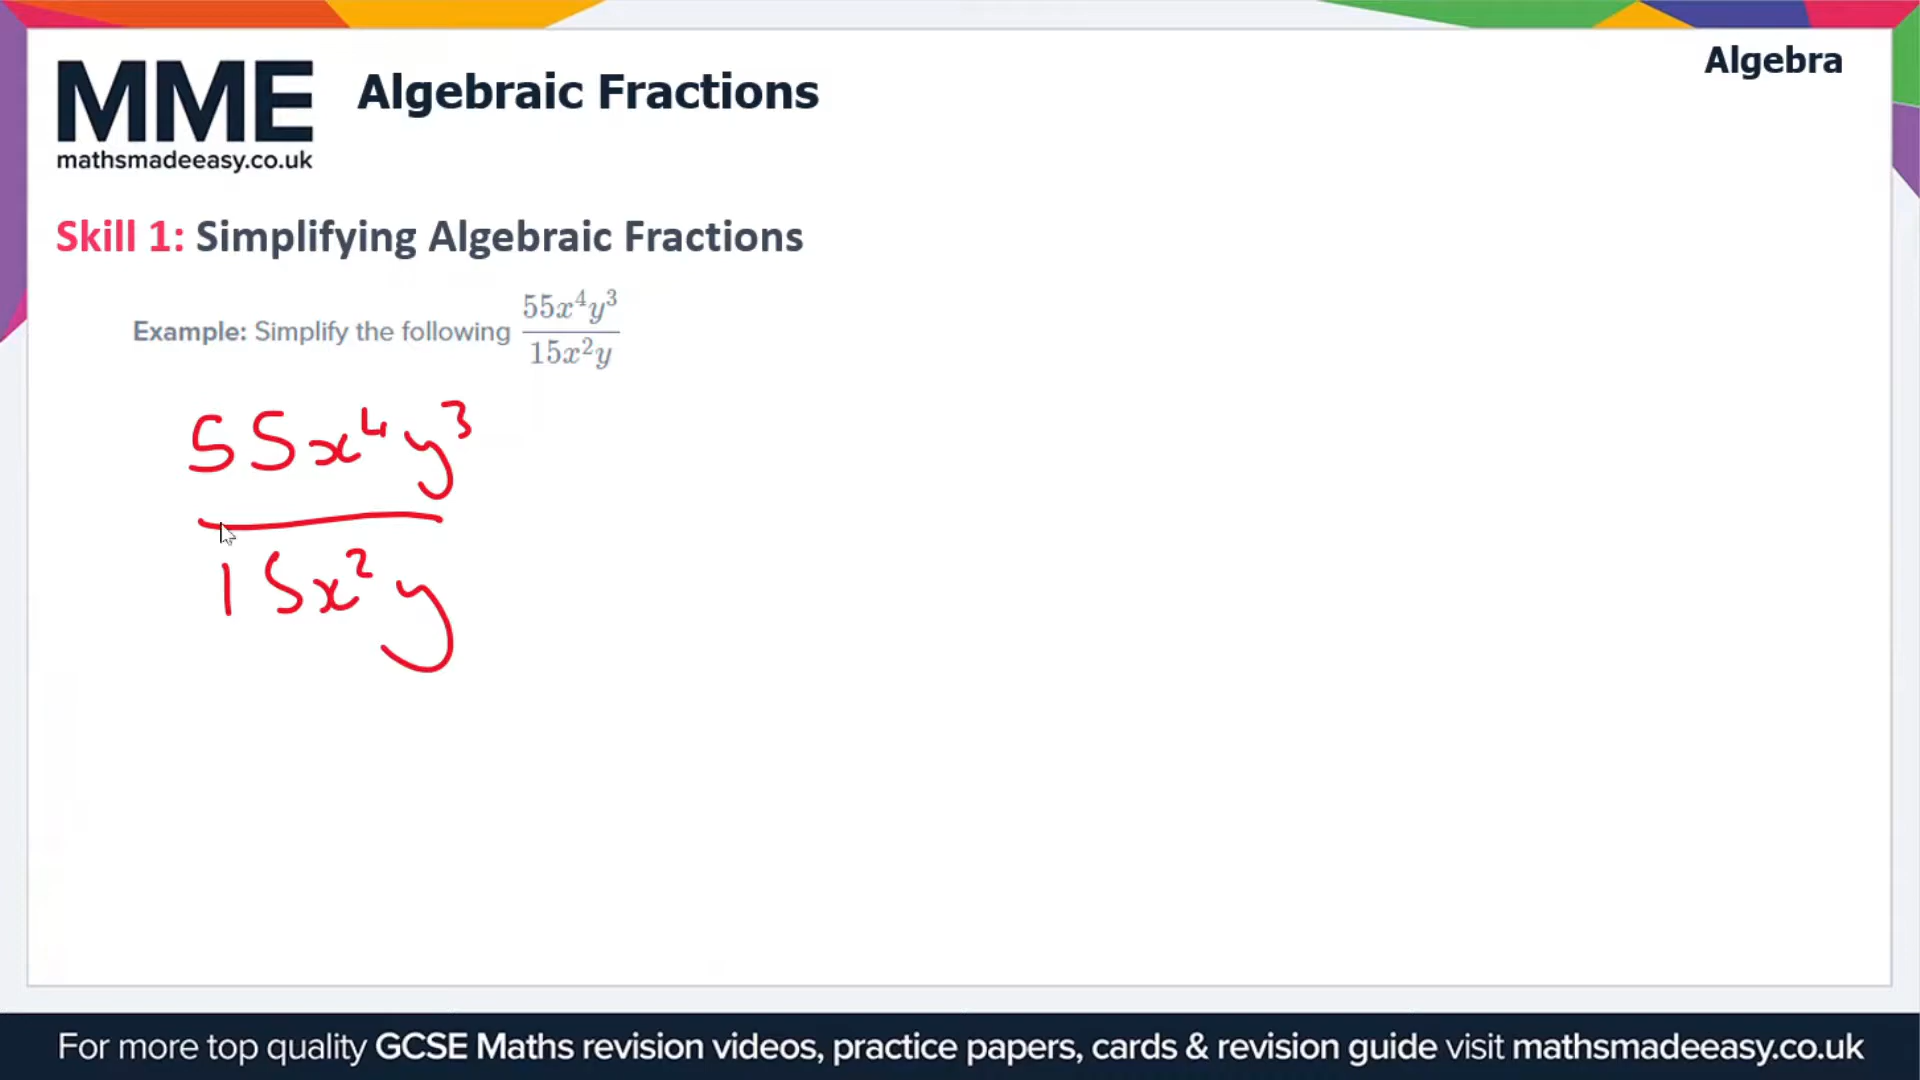 MME
mathsmadeeasy.co.uk
Algebraic Fractions
Algebra
Skill 1: Simplifying Algebraic Fractions
Example: Simplify the following 55x⁴y³ / 15x²y
55x⁴y³
15x²y
For more top quality GCSE Maths revision videos, practice papers, cards & revision guide visit mathsmadeeasy.co.uk